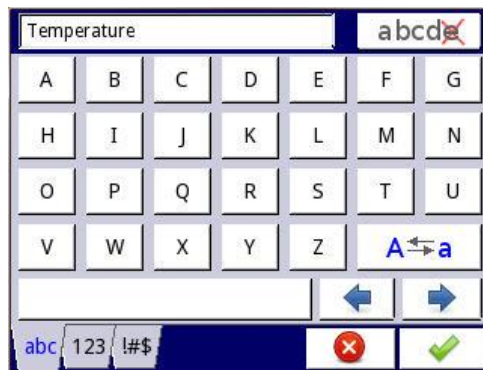 Temperature abcde
A B C D E F G
H I J K L M N
O P Q R S T U
V W X Y Z A a
abc 123 !#$